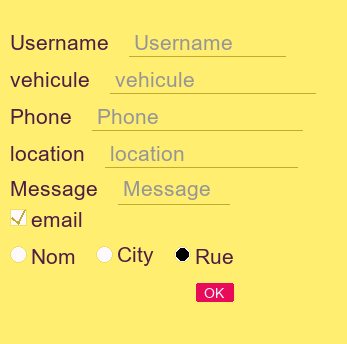 Username Username
vehicule vehicule
Phone Phone
location location
Message Message
email
Nom City Rue
OK